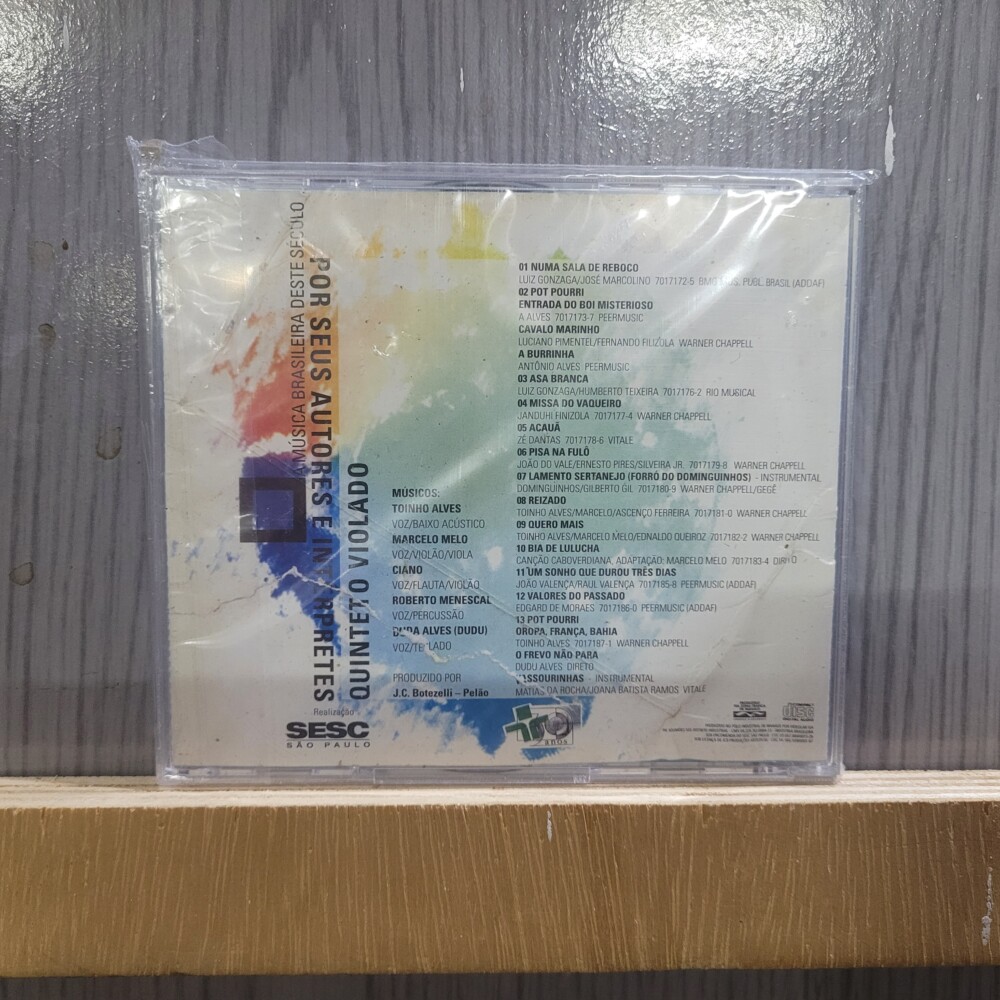 A MÚSICA BRASILEIRA DESTE SÉCULO
POR SEUS AUTORES E INTÉRPRETES
QUINTETO VIOLADO
MÚSICOS:
TOINHO ALVES
VOZ/BAIXO ACÚSTICO
MARCELO MELO
VOZ/VIOLÃO/VIOLA
CIANO
VOZ/FLAUTA/VIOLÃO
ROBERTO MENESCAL
VOZ/PERCUSSÃO
DUDA ALVES (DUDU)
VOZ/TECLADO
PRODUZIDO POR
J.C. Botezelli – Pelão
Realização
SESC
SÃO PAULO
01 NUMA SALA DE REBOCO
LUIZ GONZAGA/JOSÉ MARCOLINO 7017172-5 BMG MUS. PUBL. BRASIL (ADDAF)
02 POT POURRI
ENTRADA DO BOI MISTERIOSO
A ALVES 7017173-7 PEERMUSIC
CAVALO MARINHO
LUCIANO PIMENTEL/FERNANDO FILIZOLA WARNER CHAPPELL
A BURRINHA
ANTÔNIO ALVES PEERMUSIC
03 ASA BRANCA
LUIZ GONZAGA/HUMBERTO TEIXEIRA 7017176-2 RIO MUSICAL
04 MISSA DO VAQUEIRO
JANDUHI FINIZOLA 7017177-4 WARNER CHAPPELL
05 ACAUÃ
ZÉ DANTAS 7017178-6 VITALE
06 PISA NA FULÔ
JOÃO DO VALE/ERNESTO PIRES/SILVEIRA JR. 7017179-8 WARNER CHAPPELL
07 LAMENTO SERTANEJO (FORRÓ DO DOMINGUINHOS) - INSTRUMENTAL
DOMINGUINHOS/GILBERTO GIL 7017180-9 WARNER CHAPPELL/GEGÊ
08 REIZADO
TOINHO ALVES/MARCELO/ASCENÇO FERREIRA 7017181-0 WARNER CHAPPELL
09 QUERO MAIS
TOINHO ALVES/MARCELO MELO/EDNALDO QUEIROZ 7017182-2 WARNER CHAPPELL
10 BIA DE LULUCHA
CANÇÃO CABOVERDIANA, ADAPTAÇÃO: MARCELO MELO 7017183-4 DIRETO
11 UM SONHO QUE DUROU TRÊS DIAS
JOÃO VALENÇA/RAUL VALENÇA 7017185-8 PEERMUSIC (ADDAF)
12 VALORES DO PASSADO
EDGARD DE MORAES 7017186-0 PEERMUSIC (ADDAF)
13 POT POURRI
OROPA, FRANÇA, BAHIA
TOINHO ALVES 7017187-1 WARNER CHAPPELL
O FREVO NÃO PARA
DUDU ALVES DIRETO
VASSOURINHAS - INSTRUMENTAL
MATIAS DA ROCHA/JOANA BATISTA RAMOS VITALE
anos
disc